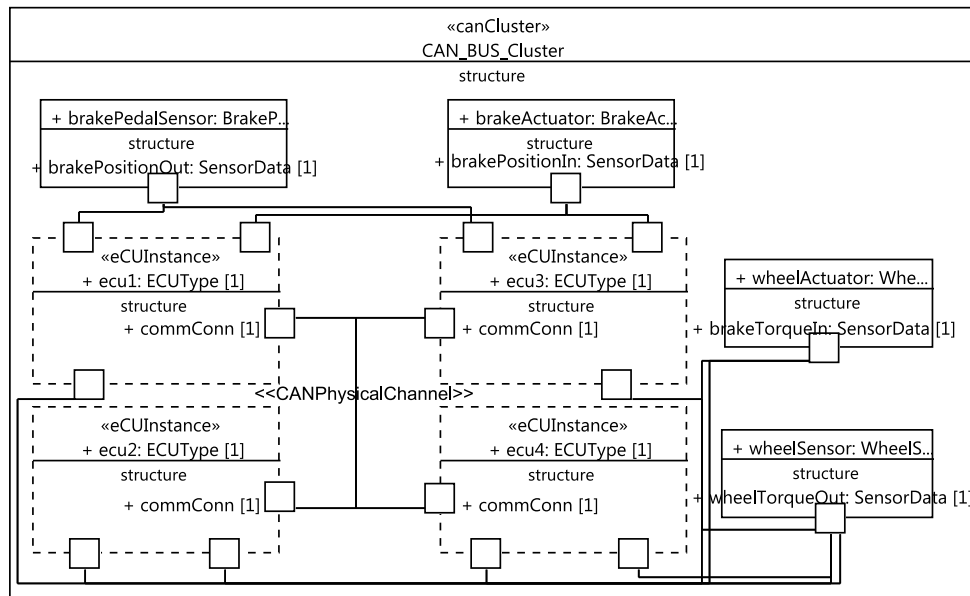 «canCluster»
CAN_BUS_Cluster
structure
+ brakePedalSensor: BrakeP...
structure
+ brakePositionOut: SensorData [1]
+ brakeActuator: BrakeAc...
structure
+ brakePositionIn: SensorData [1]
«eCUInstance»
+ ecu1: ECUType [1]
structure
+ commConn [1]
«eCUInstance»
+ ecu3: ECUType [1]
structure
+ commConn [1]
+ wheelActuator: Whe...
structure
+ brakeTorqueIn: SensorData [1]
<<CANPhysicalChannel>>
«eCUInstance»
+ ecu2: ECUType [1]
structure
+ commConn [1]
«eCUInstance»
+ ecu4: ECUType [1]
structure
+ commConn [1]
+ wheelSensor: WheelS...
structure
+ wheelTorqueOut: SensorData [1]